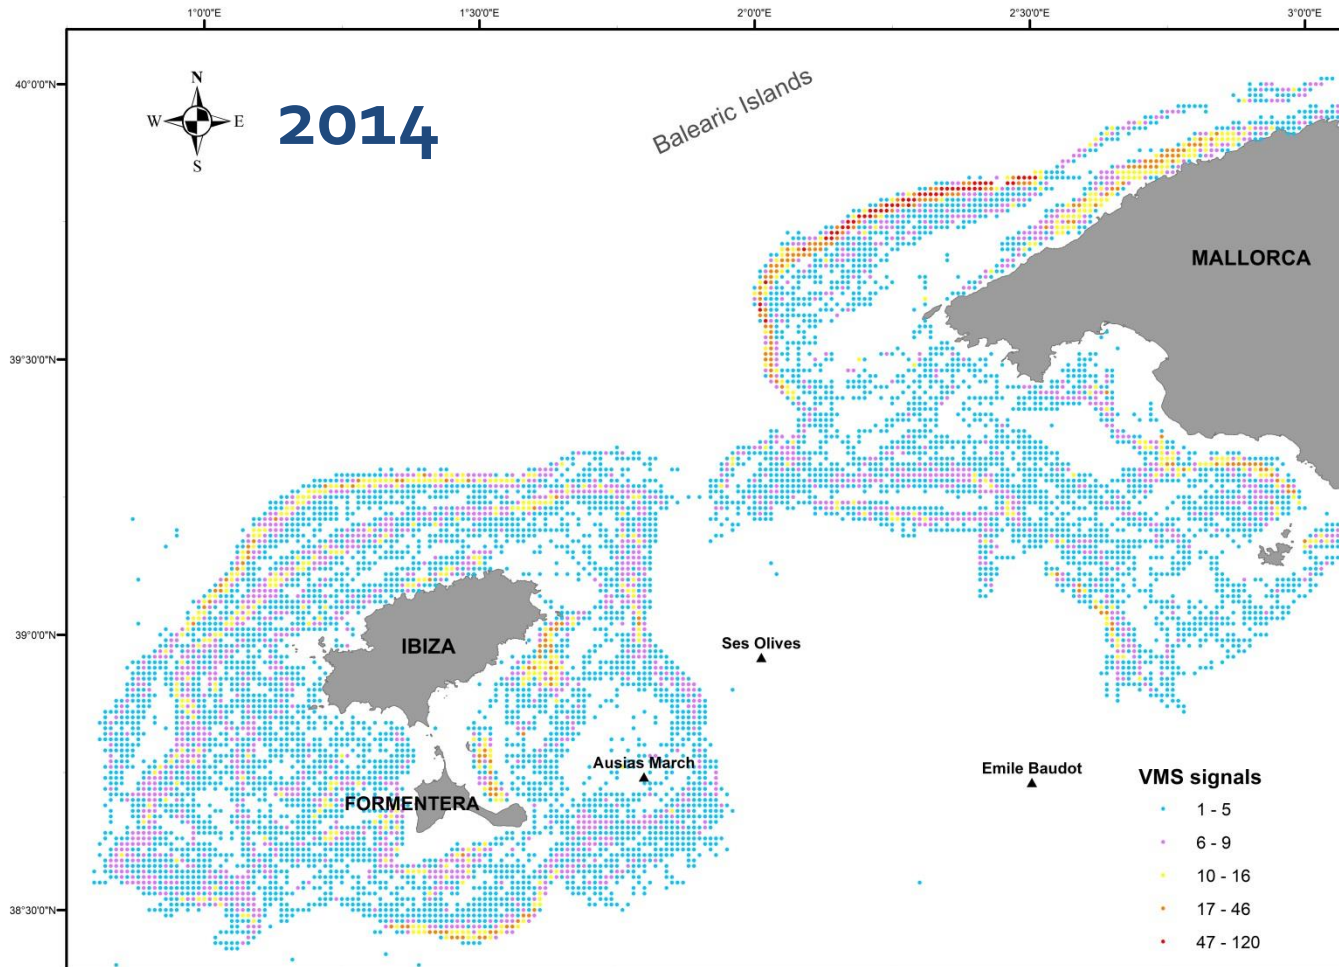 1°0'0"E
1°30'0"E
2°0'0"E
2°30'0"E
3°0'0"E
40°0'0"N
39°30'0"N
39°0'0"N
38°30'0"N
N
W
E
S
2014
Balearic Islands
MALLORCA
IBIZA
Ses Olives
Ausias March
Emile Baudot
FORMENTERA
VMS signals
1 - 5
6 - 9
10 - 16
17 - 46
47 - 120